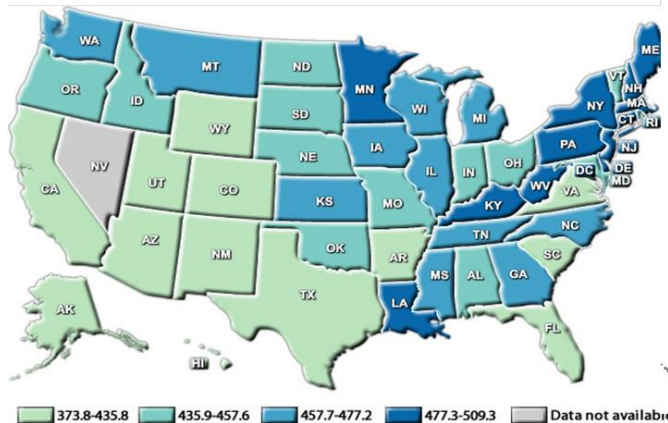 WA
MT
ND
MN
ME
VT
NH
OR
ID
SD
WI
MI
NY
MA
CT
RI
WY
NE
IA
PA
NJ
NV
UT
CO
KS
MO
IL
IN
OH
DC
DE
MD
WV
VA
KY
CA
AZ
NM
OK
AR
TN
NC
SC
MS
AL
GA
TX
LA
FL
AK
HI
373.8-435.8 435.9-457.6 457.7-477.2 477.3-509.3 Data not availabl